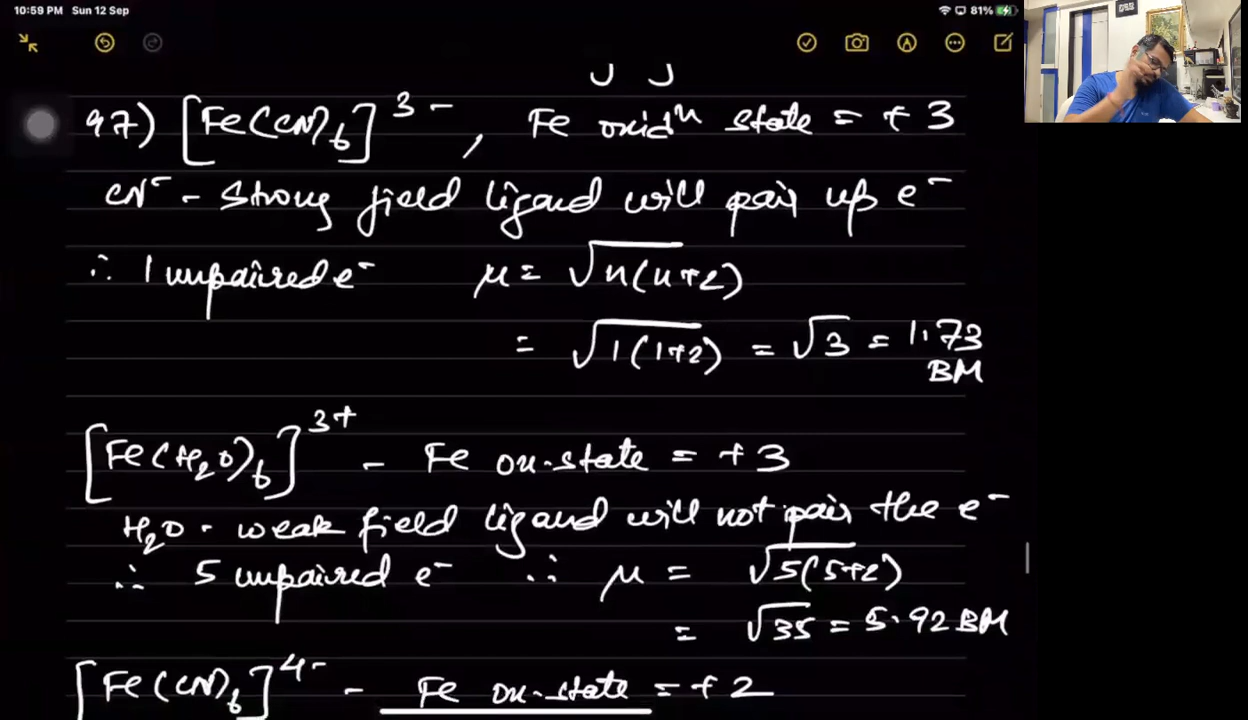 10:59 PM Sun 12 Sep 81%
97) [Fe(CN)6]3-, Fe oxidn state = +3
CN- - strong field ligand will pair up e-
∴ 1 unpaired e- μ = √n(n+2)
= √1(1+2) = √3 = 1.73 BM
[Fe(H2O)6]3+ - Fe ox.state = +3
H2O - weak field ligand will not pair the e-
∴ 5 unpaired e- ∴ μ = √5(5+2)
= √35 = 5.92 BM
[Fe(CN)6]4- - Fe ox.state = +2